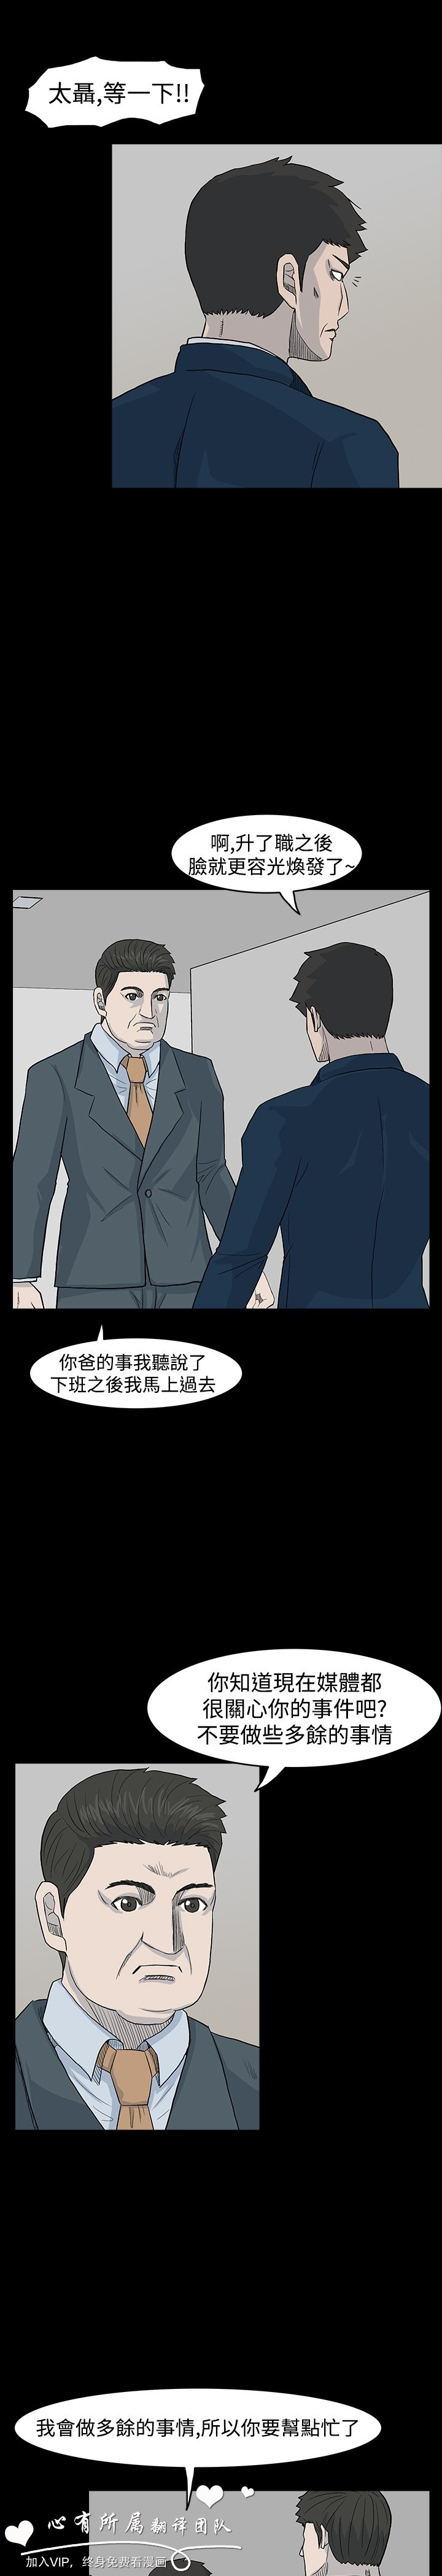 太聶,等一下!!
啊,升了職之後
臉就更容光煥發了~
你爸的事我聽說了
下班之後我馬上過去
你知道現在媒體都
很關心你的事件吧?
不要做些多餘的事情
我會做多餘的事情,所以你要幫點忙了
心有所属翻译团队
加入VIP，终身免费看漫画